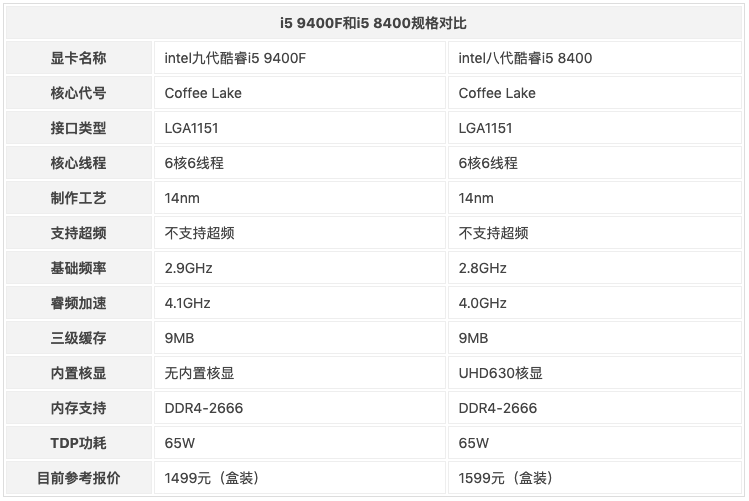 i5 9400F和i5 8400规格对比
显卡名称 intel九代酷睿i5 9400F intel八代酷睿i5 8400
核心代号 Coffee Lake Coffee Lake
接口类型 LGA1151 LGA1151
核心线程 6核6线程 6核6线程
制作工艺 14nm 14nm
支持超频 不支持超频 不支持超频
基础频率 2.9GHz 2.8GHz
睿频加速 4.1GHz 4.0GHz
三级缓存 9MB 9MB
内置核显 无内置核显 UHD630核显
内存支持 DDR4-2666 DDR4-2666
TDP功耗 65W 65W
目前参考报价 1499元（盒装） 1599元（盒装）